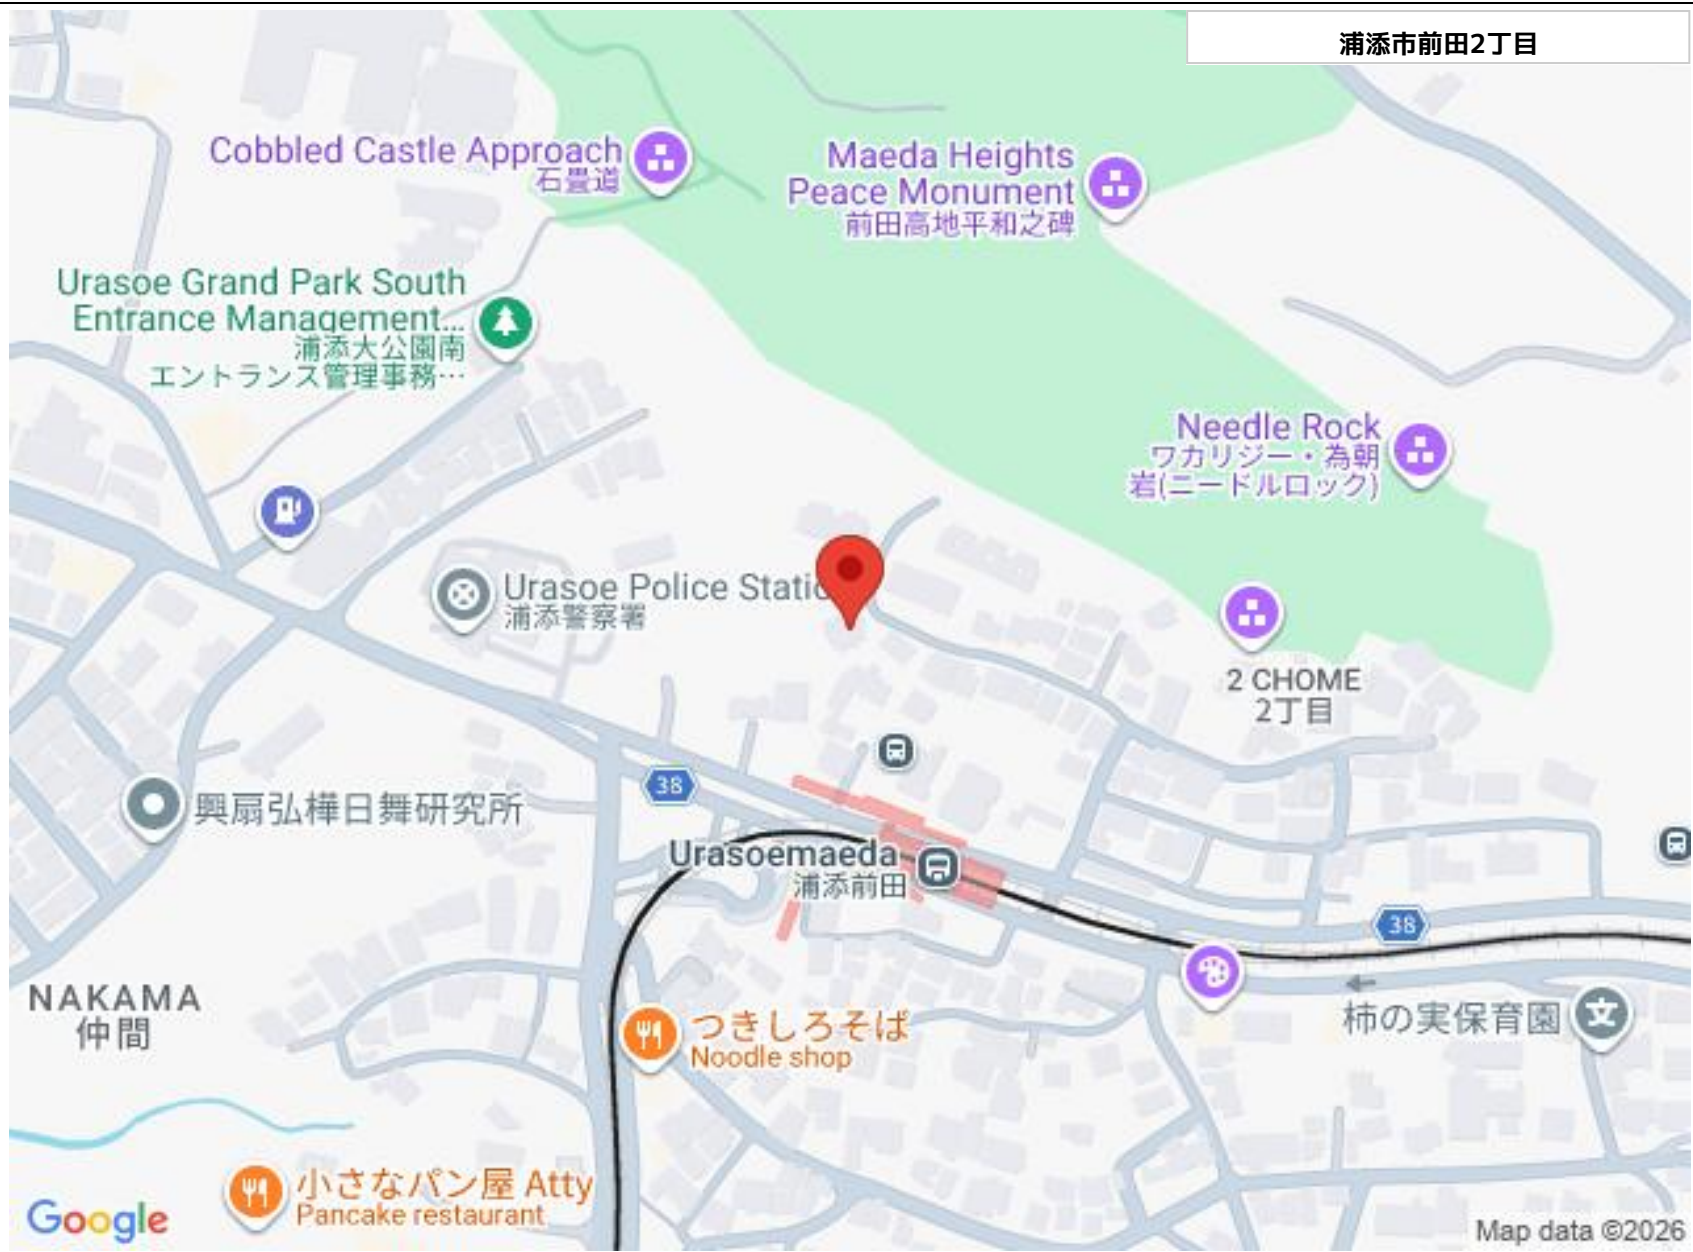 浦添市前田2丁目
Cobbled Castle Approach
石畳道
Maeda Heights
Peace Monument
前田高地平和之碑
Urasoe Grand Park South
Entrance Management...
浦添大公園南
エントランス管理事務…
Needle Rock
ワカリジー・為朝
岩(ニードルロック)
Urasoe Police Statio
浦添警察署
2 CHOME
2丁目
38
興扇弘樺日舞研究所
Urasoemaeda
浦添前田
38
NAKAMA
仲間
つきしろそば
Noodle shop
柿の実保育園
文
小さなパン屋 Atty
Pancake restaurant
Google
Map data ©2026